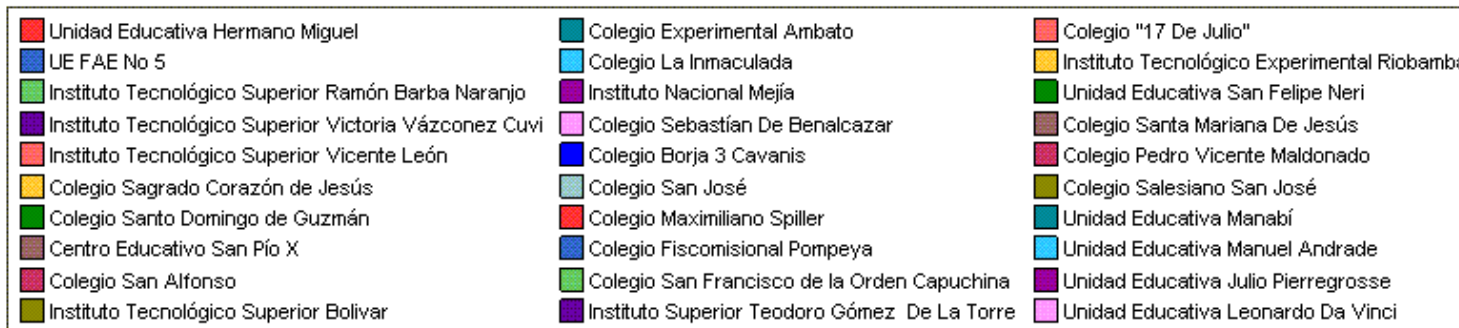 Unidad Educativa Hermano Miguel
UE FAE No 5
Instituto Tecnológico Superior Ramón Barba Naranjo
Instituto Tecnológico Superior Victoria Vázconez Cuvi
Instituto Tecnológico Superior Vicente León
Colegio Sagrado Corazón de Jesús
Colegio Santo Domingo de Guzmán
Centro Educativo San Pío X
Colegio San Alfonso
Instituto Tecnológico Superior Bolivar
Colegio Experimental Ambato
Colegio La Inmaculada
Instituto Nacional Mejía
Colegio Sebastían De Benalcazar
Colegio Borja 3 Cavanis
Colegio San José
Colegio Maximiliano Spiller
Colegio Fiscomisional Pompeya
Colegio San Francisco de la Orden Capuchina
Instituto Superior Teodoro Gómez De La Torre
Colegio "17 De Julio"
Instituto Tecnológico Experimental Riobamba
Unidad Educativa San Felipe Neri
Colegio Santa Mariana De Jesús
Colegio Pedro Vicente Maldonado
Colegio Salesiano San José
Unidad Educativa Manabí
Unidad Educativa Manuel Andrade
Unidad Educativa Julio Pierregrosse
Unidad Educativa Leonardo Da Vinci